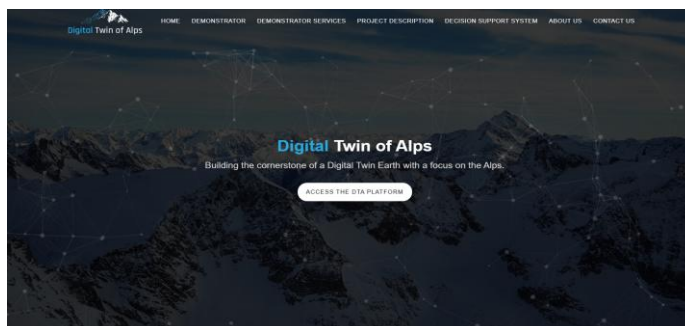 Digital Twin of Alps
HOME DEMONSTRATOR DEMONSTRATOR SERVICES PROJECT DESCRIPTION DECISION SUPPORT SYSTEM ABOUT US CONTACT US
Digital Twin of Alps
Building the cornerstone of a Digital Twin Earth with a focus on the Alps.
ACCESS THE DTA PLATFORM